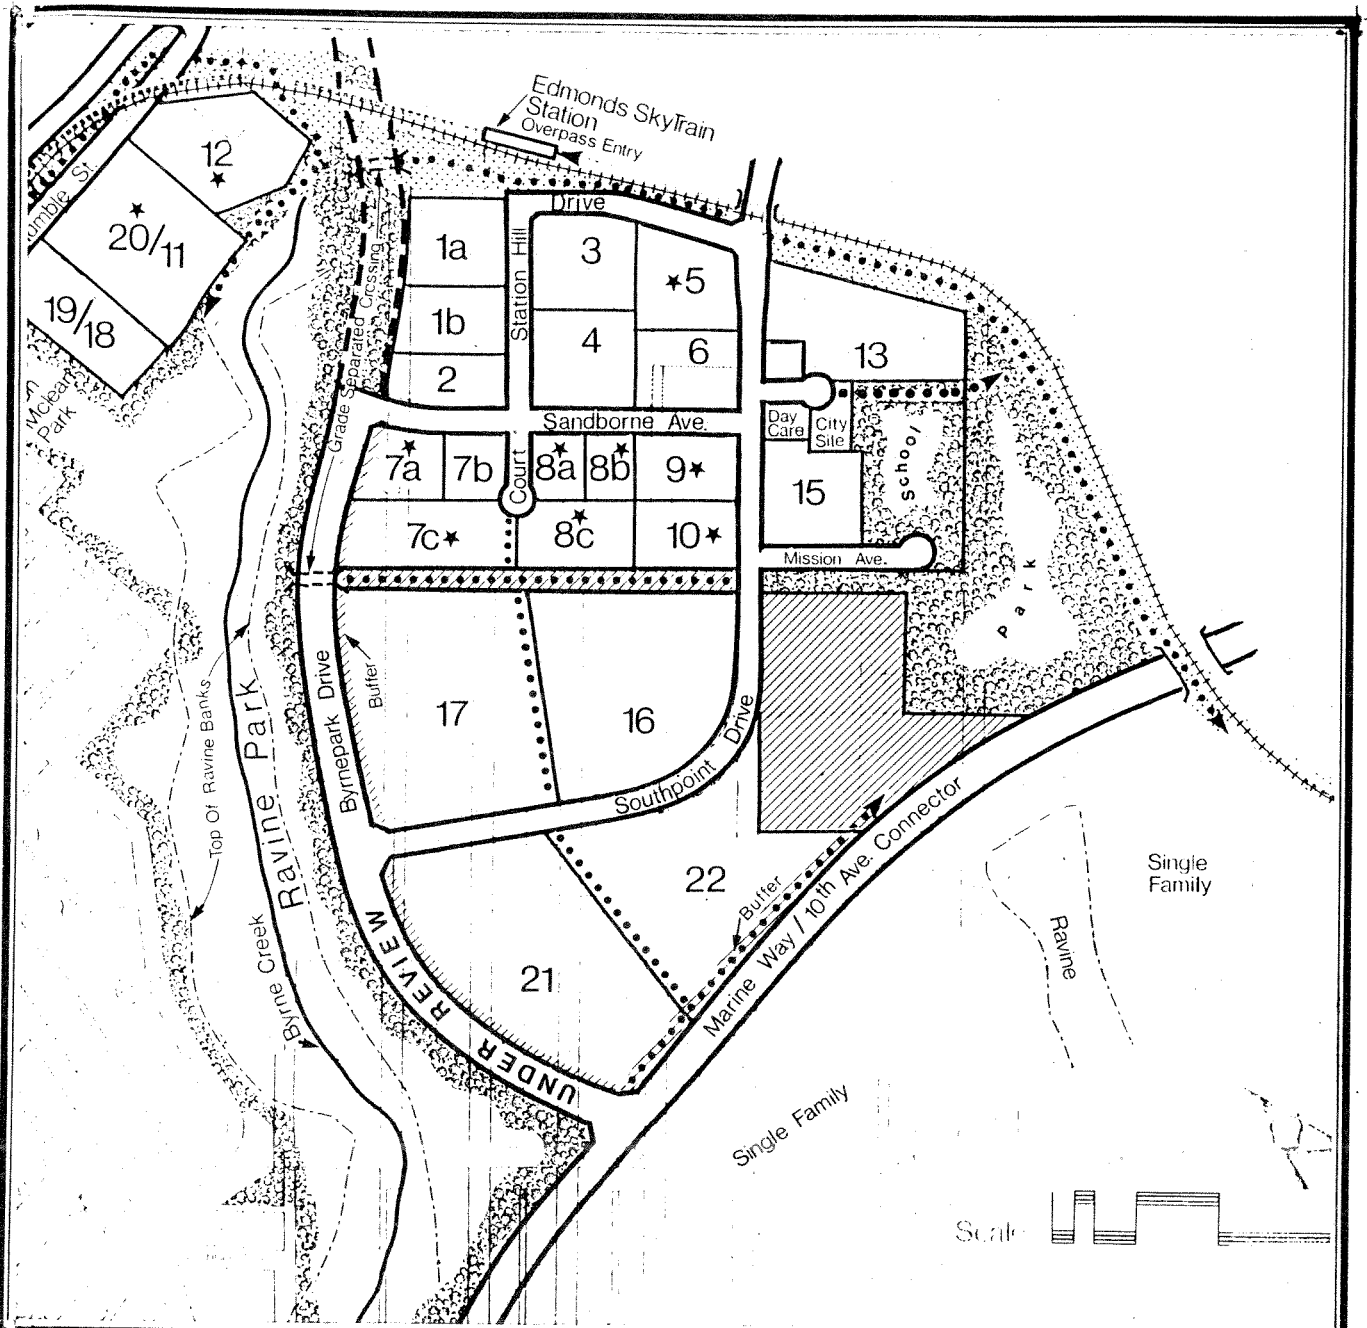 Edmonds SkyTrain
Station
Overpass Entry
12
20/11
19/18
Mclean
Park
Grade Separated Crossing
Drive
Station Hill
Court
1a
1b
2
3
4
5
6
13
Sandborne Ave.
Day
Care
City
Site
School
7a
7b
8a
8b
9
15
7c
8c
10
Mission Ave.
Park
Buffer
17
16
Byrnepark Drive
Southpoint Drive
Top Of Ravine Banks
Ravine Park
22
Buffer
Marine Way / 10th Ave. Connector
Single
Family
Ravine
Byrne Creek
21
UNDER REVIEW
Single Family
Scale